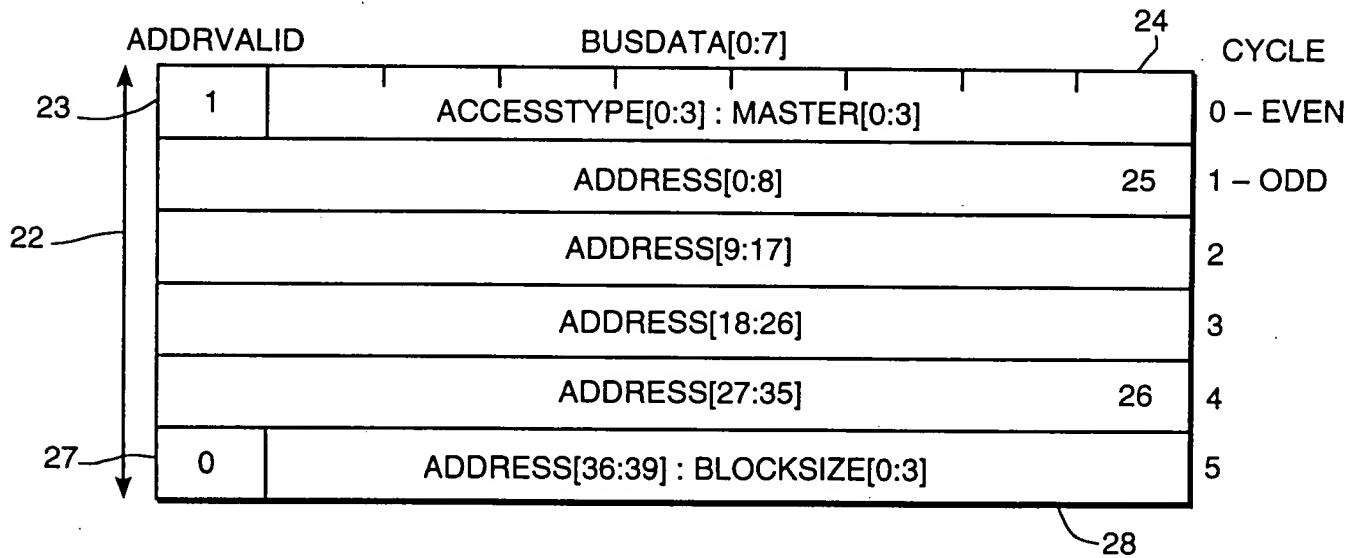 ADDRVALID BUSDATA[0:7] 24 CYCLE
23 1 ACCESSTYPE[0:3] : MASTER[0:3] 0 – EVEN
ADDRESS[0:8] 25 1 – ODD
22 ADDRESS[9:17] 2
ADDRESS[18:26] 3
ADDRESS[27:35] 26 4
27 0 ADDRESS[36:39] : BLOCKSIZE[0:3] 5
28